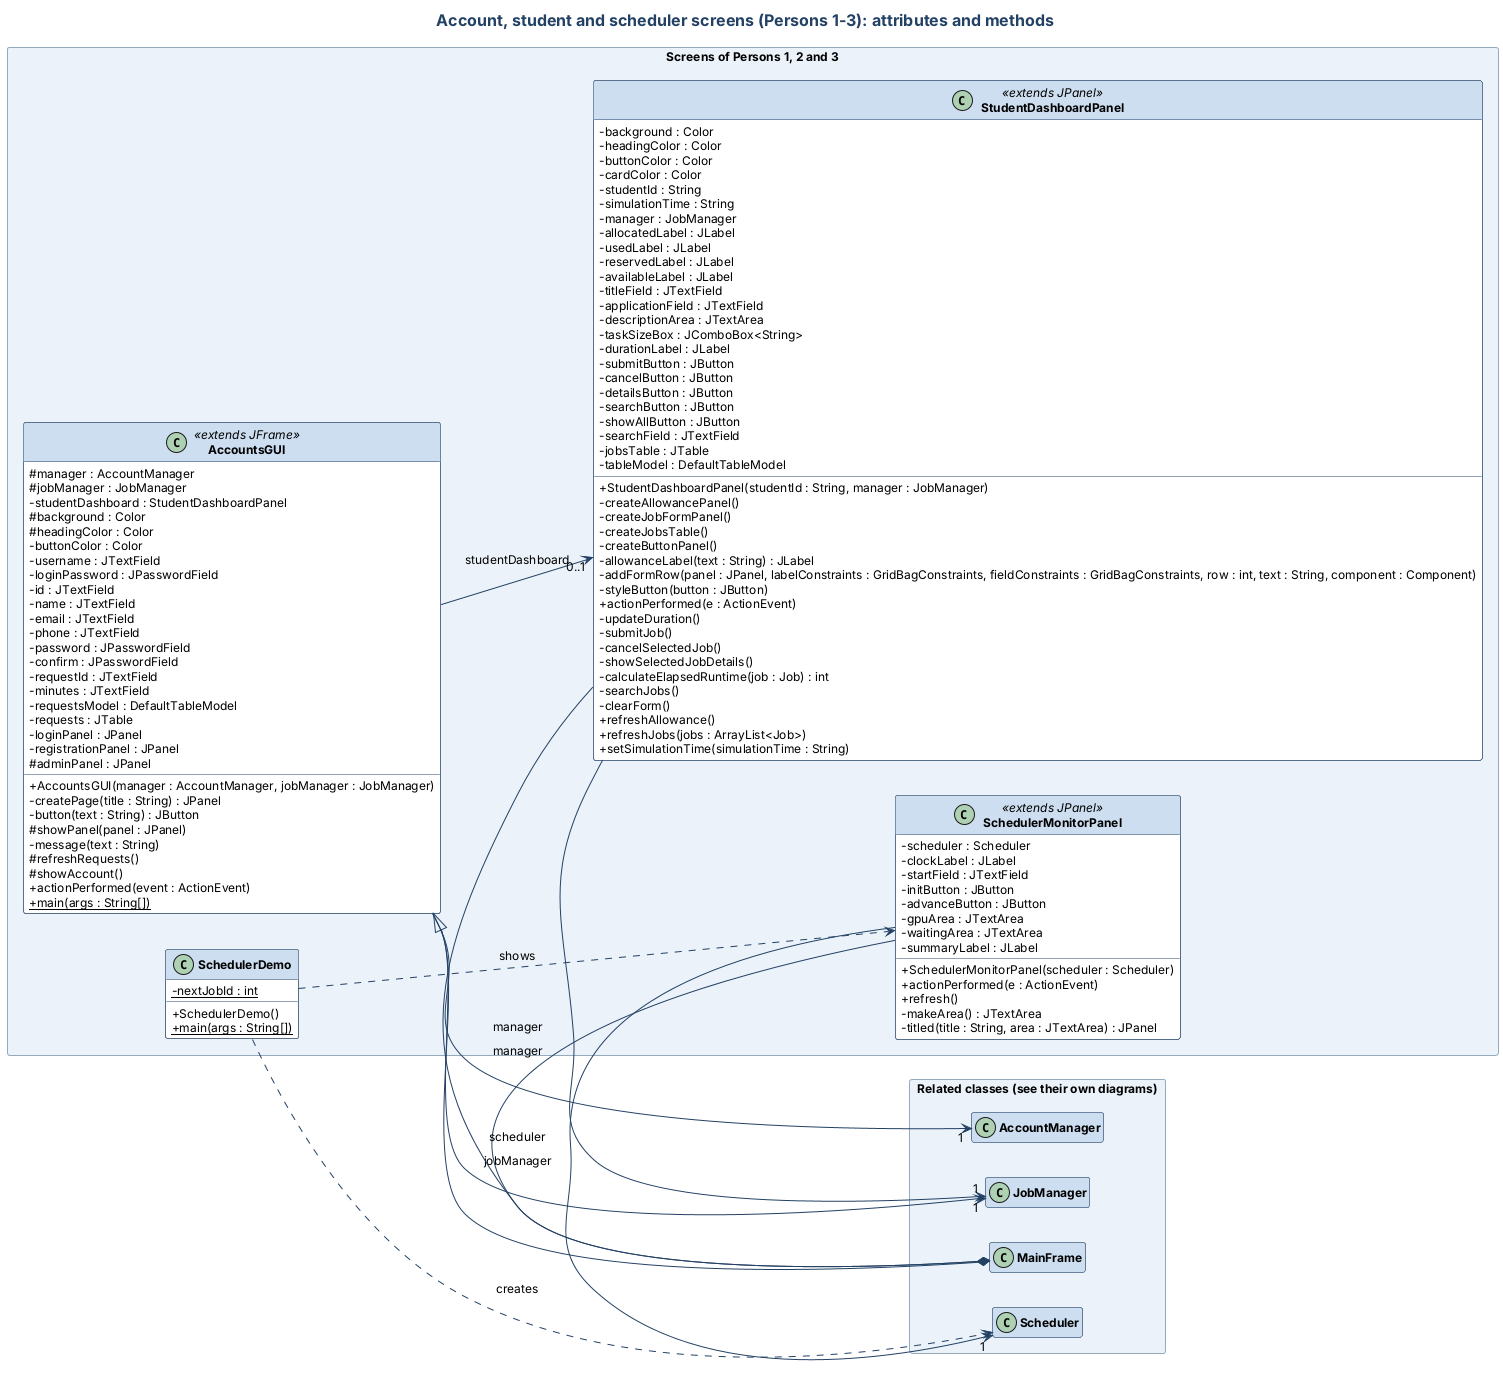 Account, student and scheduler screens (Persons 1-3): attributes and methods
Screens of Persons 1, 2 and 3
C
«extends JPanel»
StudentDashboardPanel
-background : Color
-headingColor : Color
-buttonColor : Color
-cardColor : Color
-studentId : String
-simulationTime : String
-manager : JobManager
-allocatedLabel : JLabel
-usedLabel : JLabel
-reservedLabel : JLabel
-availableLabel : JLabel
-titleField : JTextField
-applicationField : JTextField
-descriptionArea : JTextArea
-taskSizeBox : JComboBox<String>
-durationLabel : JLabel
-submitButton : JButton
-cancelButton : JButton
-detailsButton : JButton
-searchButton : JButton
-showAllButton : JButton
-searchField : JTextField
-jobsTable : JTable
-tableModel : DefaultTableModel
+StudentDashboardPanel(studentId : String, manager : JobManager)
-createAllowancePanel()
-createJobFormPanel()
-createJobsTable()
-createButtonPanel()
-allowanceLabel(text : String) : JLabel
-addFormRow(panel : JPanel, labelConstraints : GridBagConstraints, fieldConstraints : GridBagConstraints, row : int, text : String, component : Component)
-styleButton(button : JButton)
+actionPerformed(e : ActionEvent)
-updateDuration()
-submitJob()
-cancelSelectedJob()
-showSelectedJobDetails()
-calculateElapsedRuntime(job : Job) : int
-searchJobs()
-clearForm()
+refreshAllowance()
+refreshJobs(jobs : ArrayList<Job>)
+setSimulationTime(simulationTime : String)
C
«extends JFrame»
AccountsGUI
#manager : AccountManager
#jobManager : JobManager
-studentDashboard : StudentDashboardPanel
#background : Color
#headingColor : Color
-buttonColor : Color
-username : JTextField
-loginPassword : JPasswordField
-id : JTextField
-name : JTextField
-email : JTextField
-phone : JTextField
-password : JPasswordField
-confirm : JPasswordField
-requestId : JTextField
-minutes : JTextField
-requestsModel : DefaultTableModel
-requests : JTable
-loginPanel : JPanel
-registrationPanel : JPanel
#adminPanel : JPanel
+AccountsGUI(manager : AccountManager, jobManager : JobManager)
-createPage(title : String) : JPanel
-button(text : String) : JButton
#showPanel(panel : JPanel)
-message(text : String)
#refreshRequests()
#showAccount()
+actionPerformed(event : ActionEvent)
+main(args : String[])
studentDashboard
0..1
C
«extends JPanel»
SchedulerMonitorPanel
-scheduler : Scheduler
-clockLabel : JLabel
-startField : JTextField
-initButton : JButton
-advanceButton : JButton
-gpuArea : JTextArea
-waitingArea : JTextArea
-summaryLabel : JLabel
+SchedulerMonitorPanel(scheduler : Scheduler)
+actionPerformed(e : ActionEvent)
+refresh()
-makeArea() : JTextArea
-titled(title : String, area : JTextArea) : JPanel
C SchedulerDemo
-nextJobId : int
+SchedulerDemo()
+main(args : String[])
shows
manager
manager
scheduler
jobManager
creates
Related classes (see their own diagrams)
C AccountManager
1
C JobManager
1
1
C MainFrame
C Scheduler
1